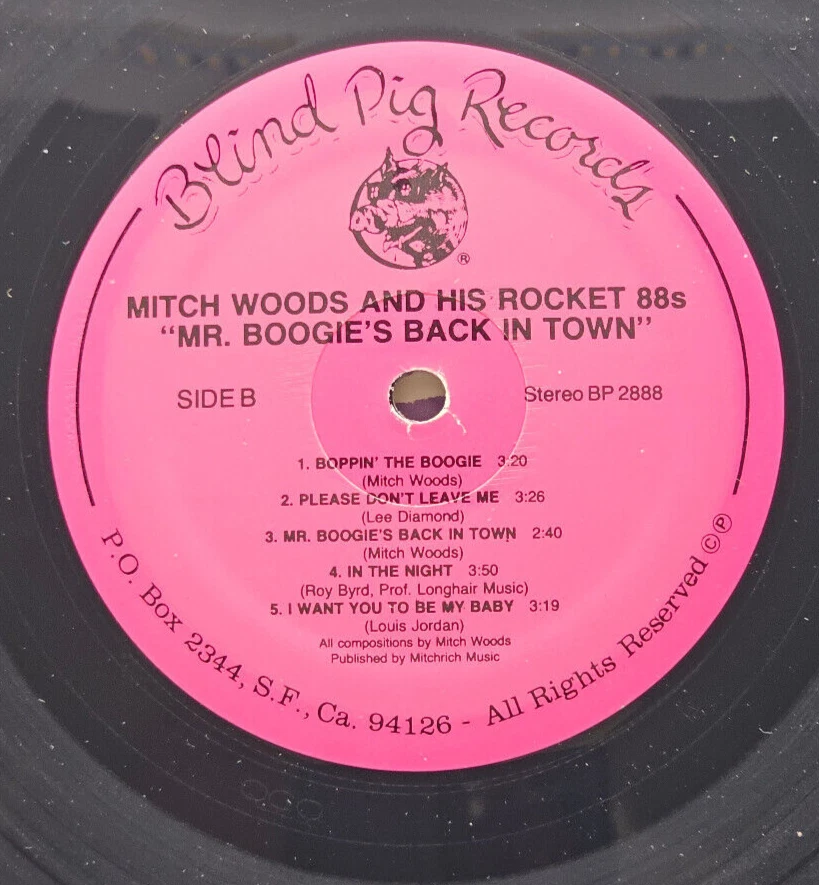 Blind Pig Records
®
MITCH WOODS AND HIS ROCKET 88s
“MR. BOOGIE'S BACK IN TOWN”
SIDE B
Stereo BP 2888
1. BOPPIN' THE BOOGIE 3:20
(Mitch Woods)
2. PLEASE DON'T LEAVE ME 3:26
(Lee Diamond)
3. MR. BOOGIE'S BACK IN TOWN 2:40
(Mitch Woods)
4. IN THE NIGHT 3:50
(Roy Byrd, Prof. Longhair Music)
5. I WANT YOU TO BE MY BABY 3:19
(Louis Jordan)
All compositions by Mitch Woods
Published by Mitchrich Music
P.O. Box 2344, S.F., Ca. 94126 - All Rights Reserved © ℗